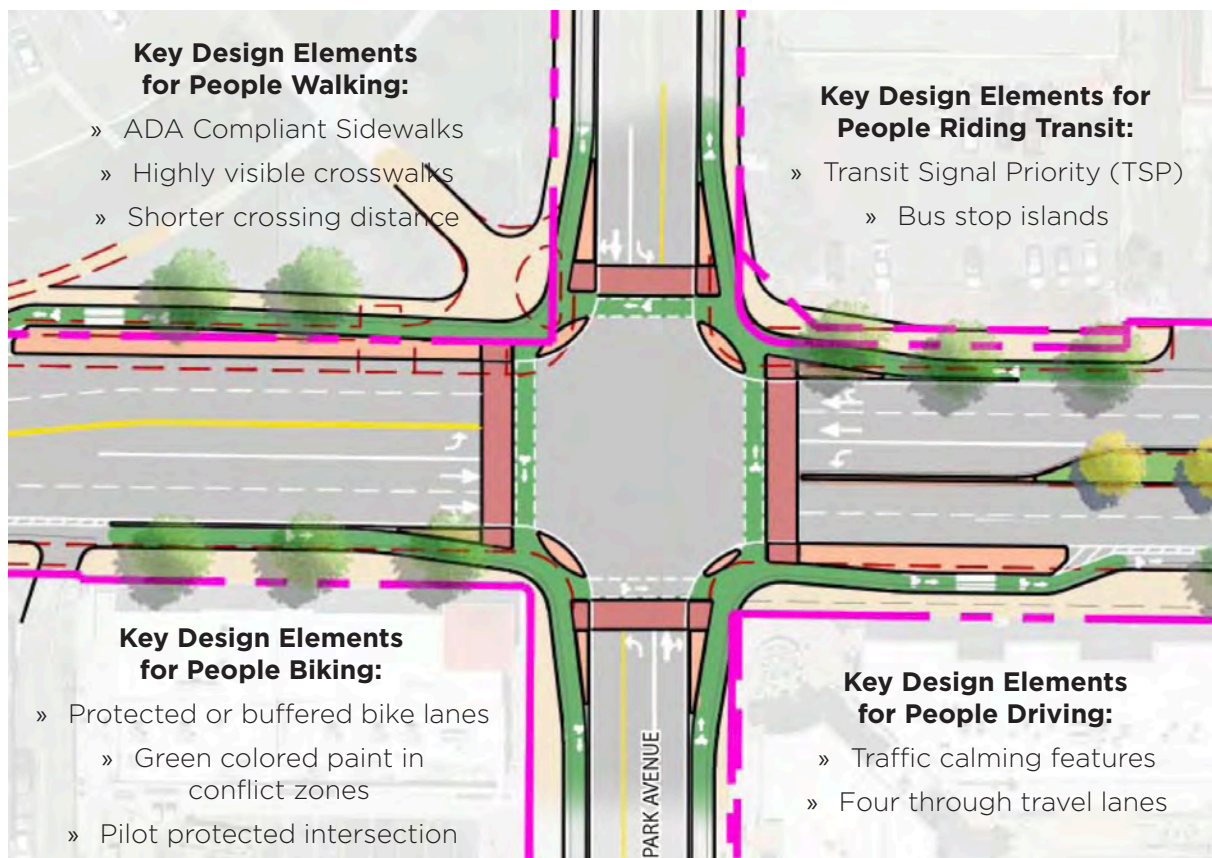 Key Design Elements
for People Walking:
» ADA Compliant Sidewalks
» Highly visible crosswalks
» Shorter crossing distance
Key Design Elements for
People Riding Transit:
» Transit Signal Priority (TSP)
» Bus stop islands
Key Design Elements
for People Biking:
» Protected or buffered bike lanes
» Green colored paint in
conflict zones
» Pilot protected intersection
PARK AVENUE
Key Design Elements
for People Driving:
» Traffic calming features
» Four through travel lanes